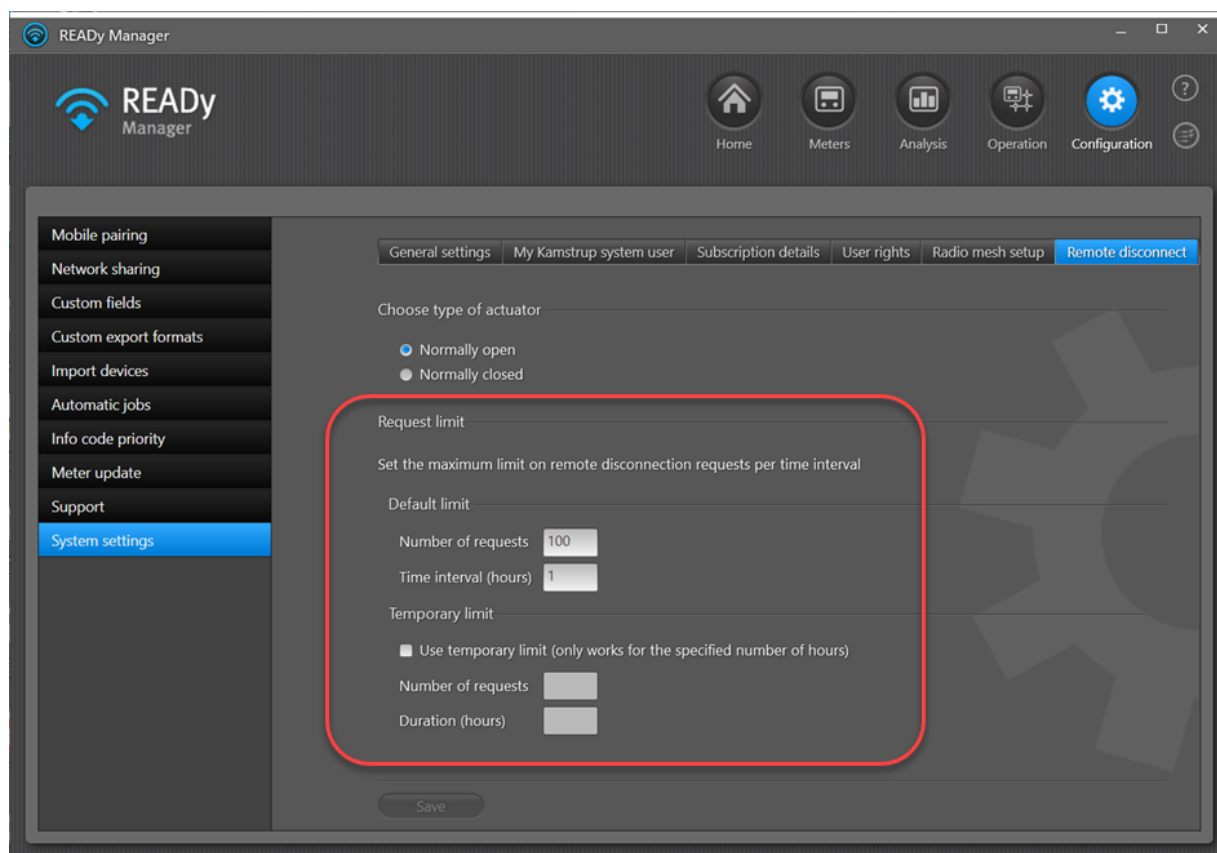 READy Manager
READy
Manager
Home
Meters
Analysis
Operation
Configuration
?
Mobile pairing
Network sharing
Custom fields
Custom export formats
Import devices
Automatic jobs
Info code priority
Meter update
Support
System settings
General settings
My Kamstrup system user
Subscription details
User rights
Radio mesh setup
Remote disconnect
Choose type of actuator
Normally open
Normally closed
Request limit
Set the maximum limit on remote disconnection requests per time interval
Default limit
Number of requests 100
Time interval (hours) 1
Temporary limit
Use temporary limit (only works for the specified number of hours)
Number of requests
Duration (hours)
Save